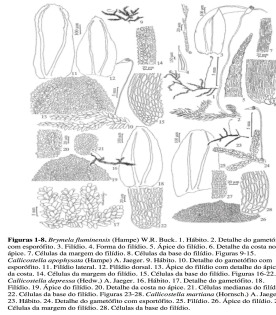 Figuras 1-8. Brymela fluminensis (Hampe) W.R. Buck. 1. Hábito. 2. Detalhe do gametó
com esporófito. 3. Filídio. 4. Forma do filídio. 5. Ápice do filídio. 6. Detalhe da costa no
ápice. 7. Células da margem do filídio. 8. Células da base do filídio. Figuras 9-15.
Callicostella apophysata (Hampe) A. Jaeger. 9. Hábito. 10. Detalhe do gametófito com
esporófito. 11. Filídio lateral. 12. Filídio dorsal. 13. Ápice do filídio com detalhe do ápic
da costa. 14. Células da margem do filídio. 15. Células da base do filídio. Figuras 16-22.
Callicostella depressa (Hedw.) A. Jaeger. 16. Hábito. 17. Detalhe do gametófito. 18.
Filídio. 19. Ápice do filídio. 20. Detalhe da costa no ápice. 21. Células medianas do filíd
22. Células da base do filídio. Figuras 23-28. Callicostella martiana (Hornsch.) A. Jaeg
23. Hábito. 24. Detalhe do gametófito com esporófito. 25. Filídio. 26. Ápice do filídio. 2
Células da margem do filídio. 28. Células da base do filídio.